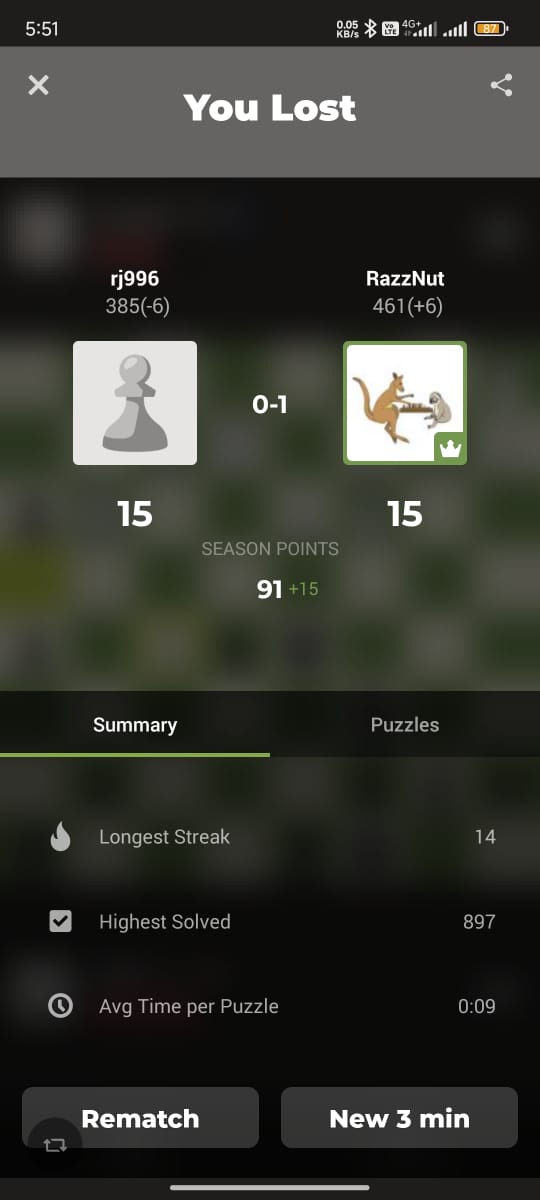 5:51
0.05 KB/s Vo LTE 4G+ 87
You Lost
rj996 RazzNut
385(-6) 461(+6)
0-1
15 15
SEASON POINTS
91 +15
Summary Puzzles
Longest Streak 14
Highest Solved 897
Avg Time per Puzzle 0:09
Rematch New 3 min